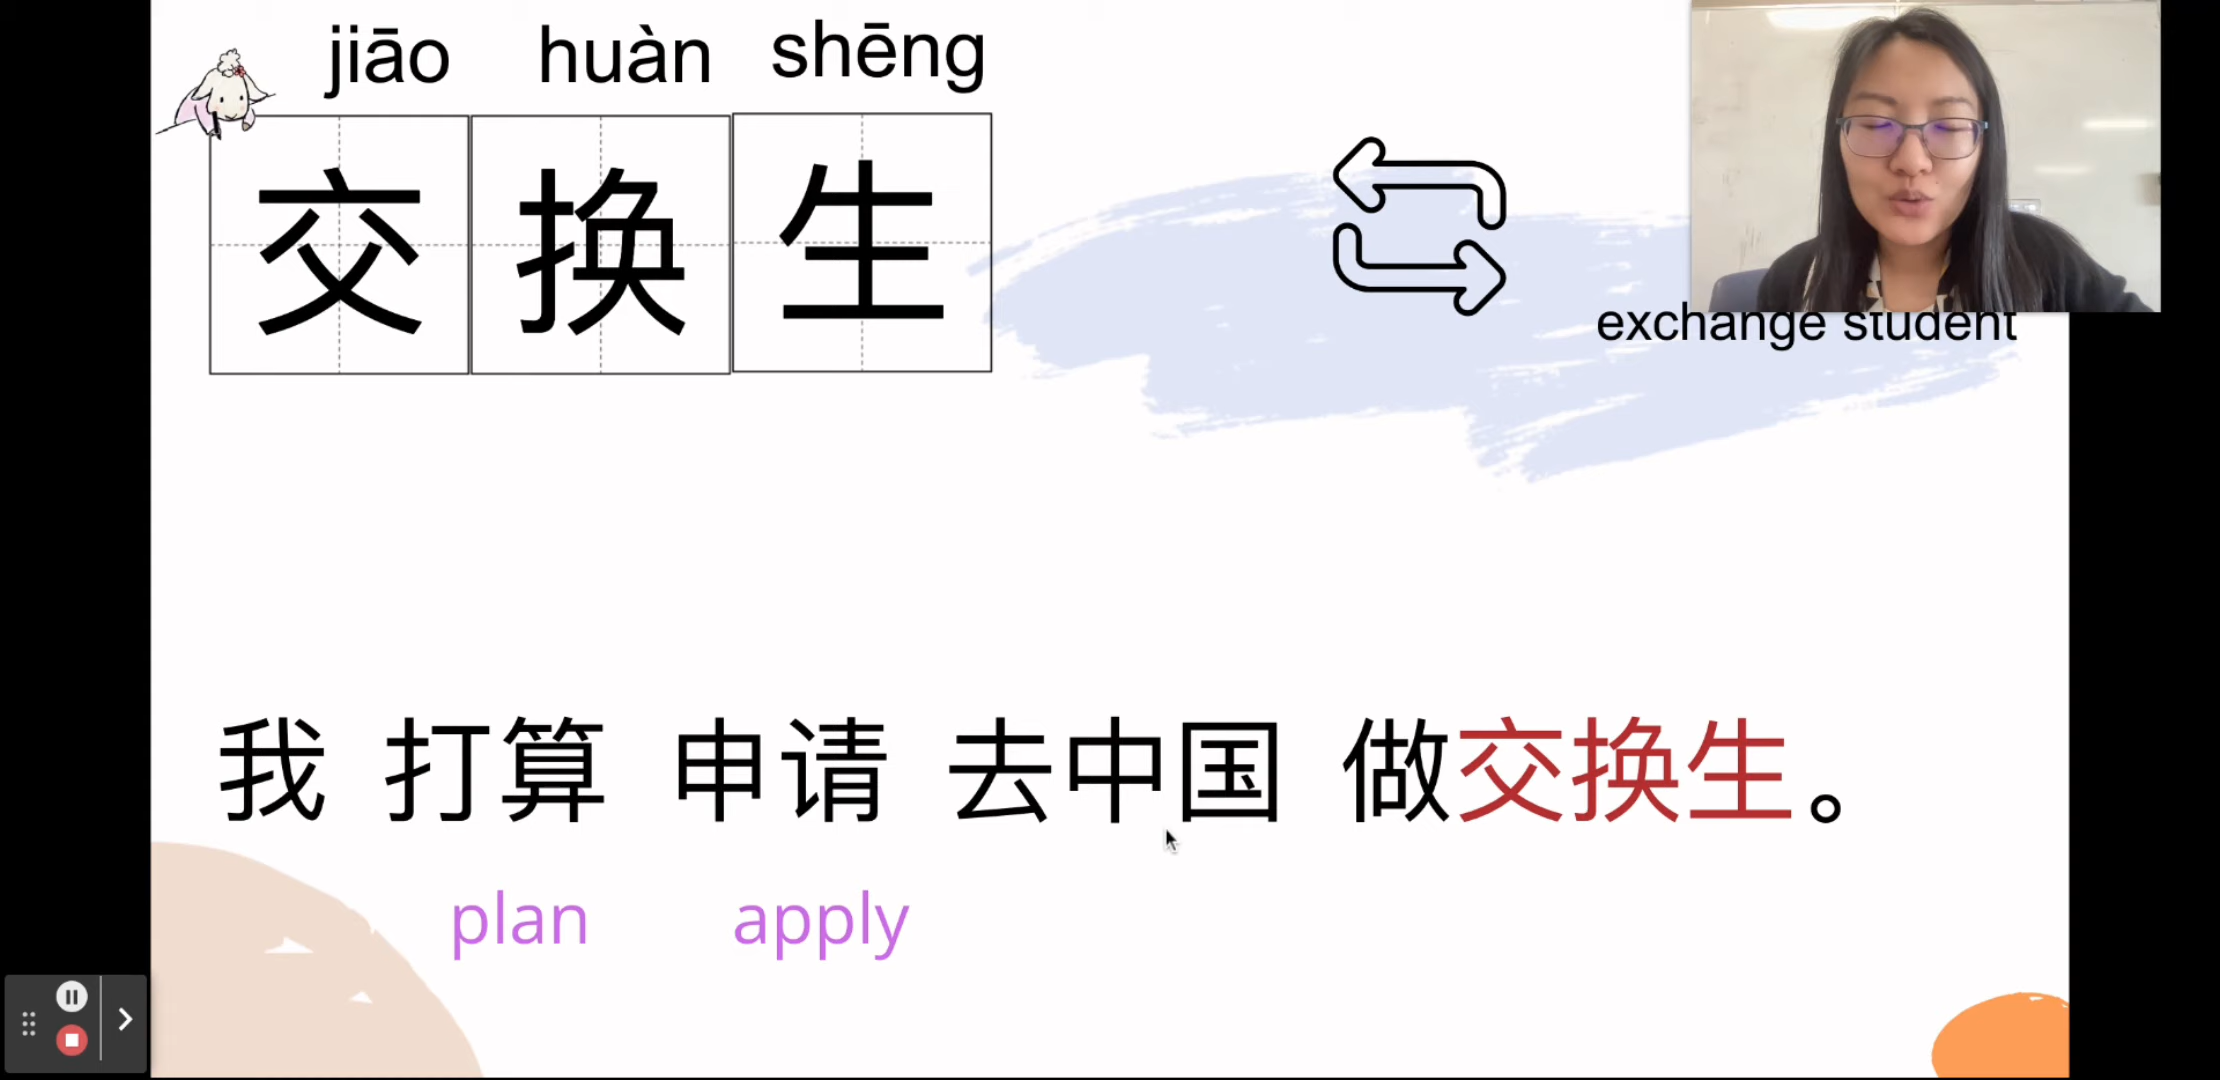 jiāo huàn shēng
交换生
exchange student
我 打算 申请 去中国 做交换生。
plan apply